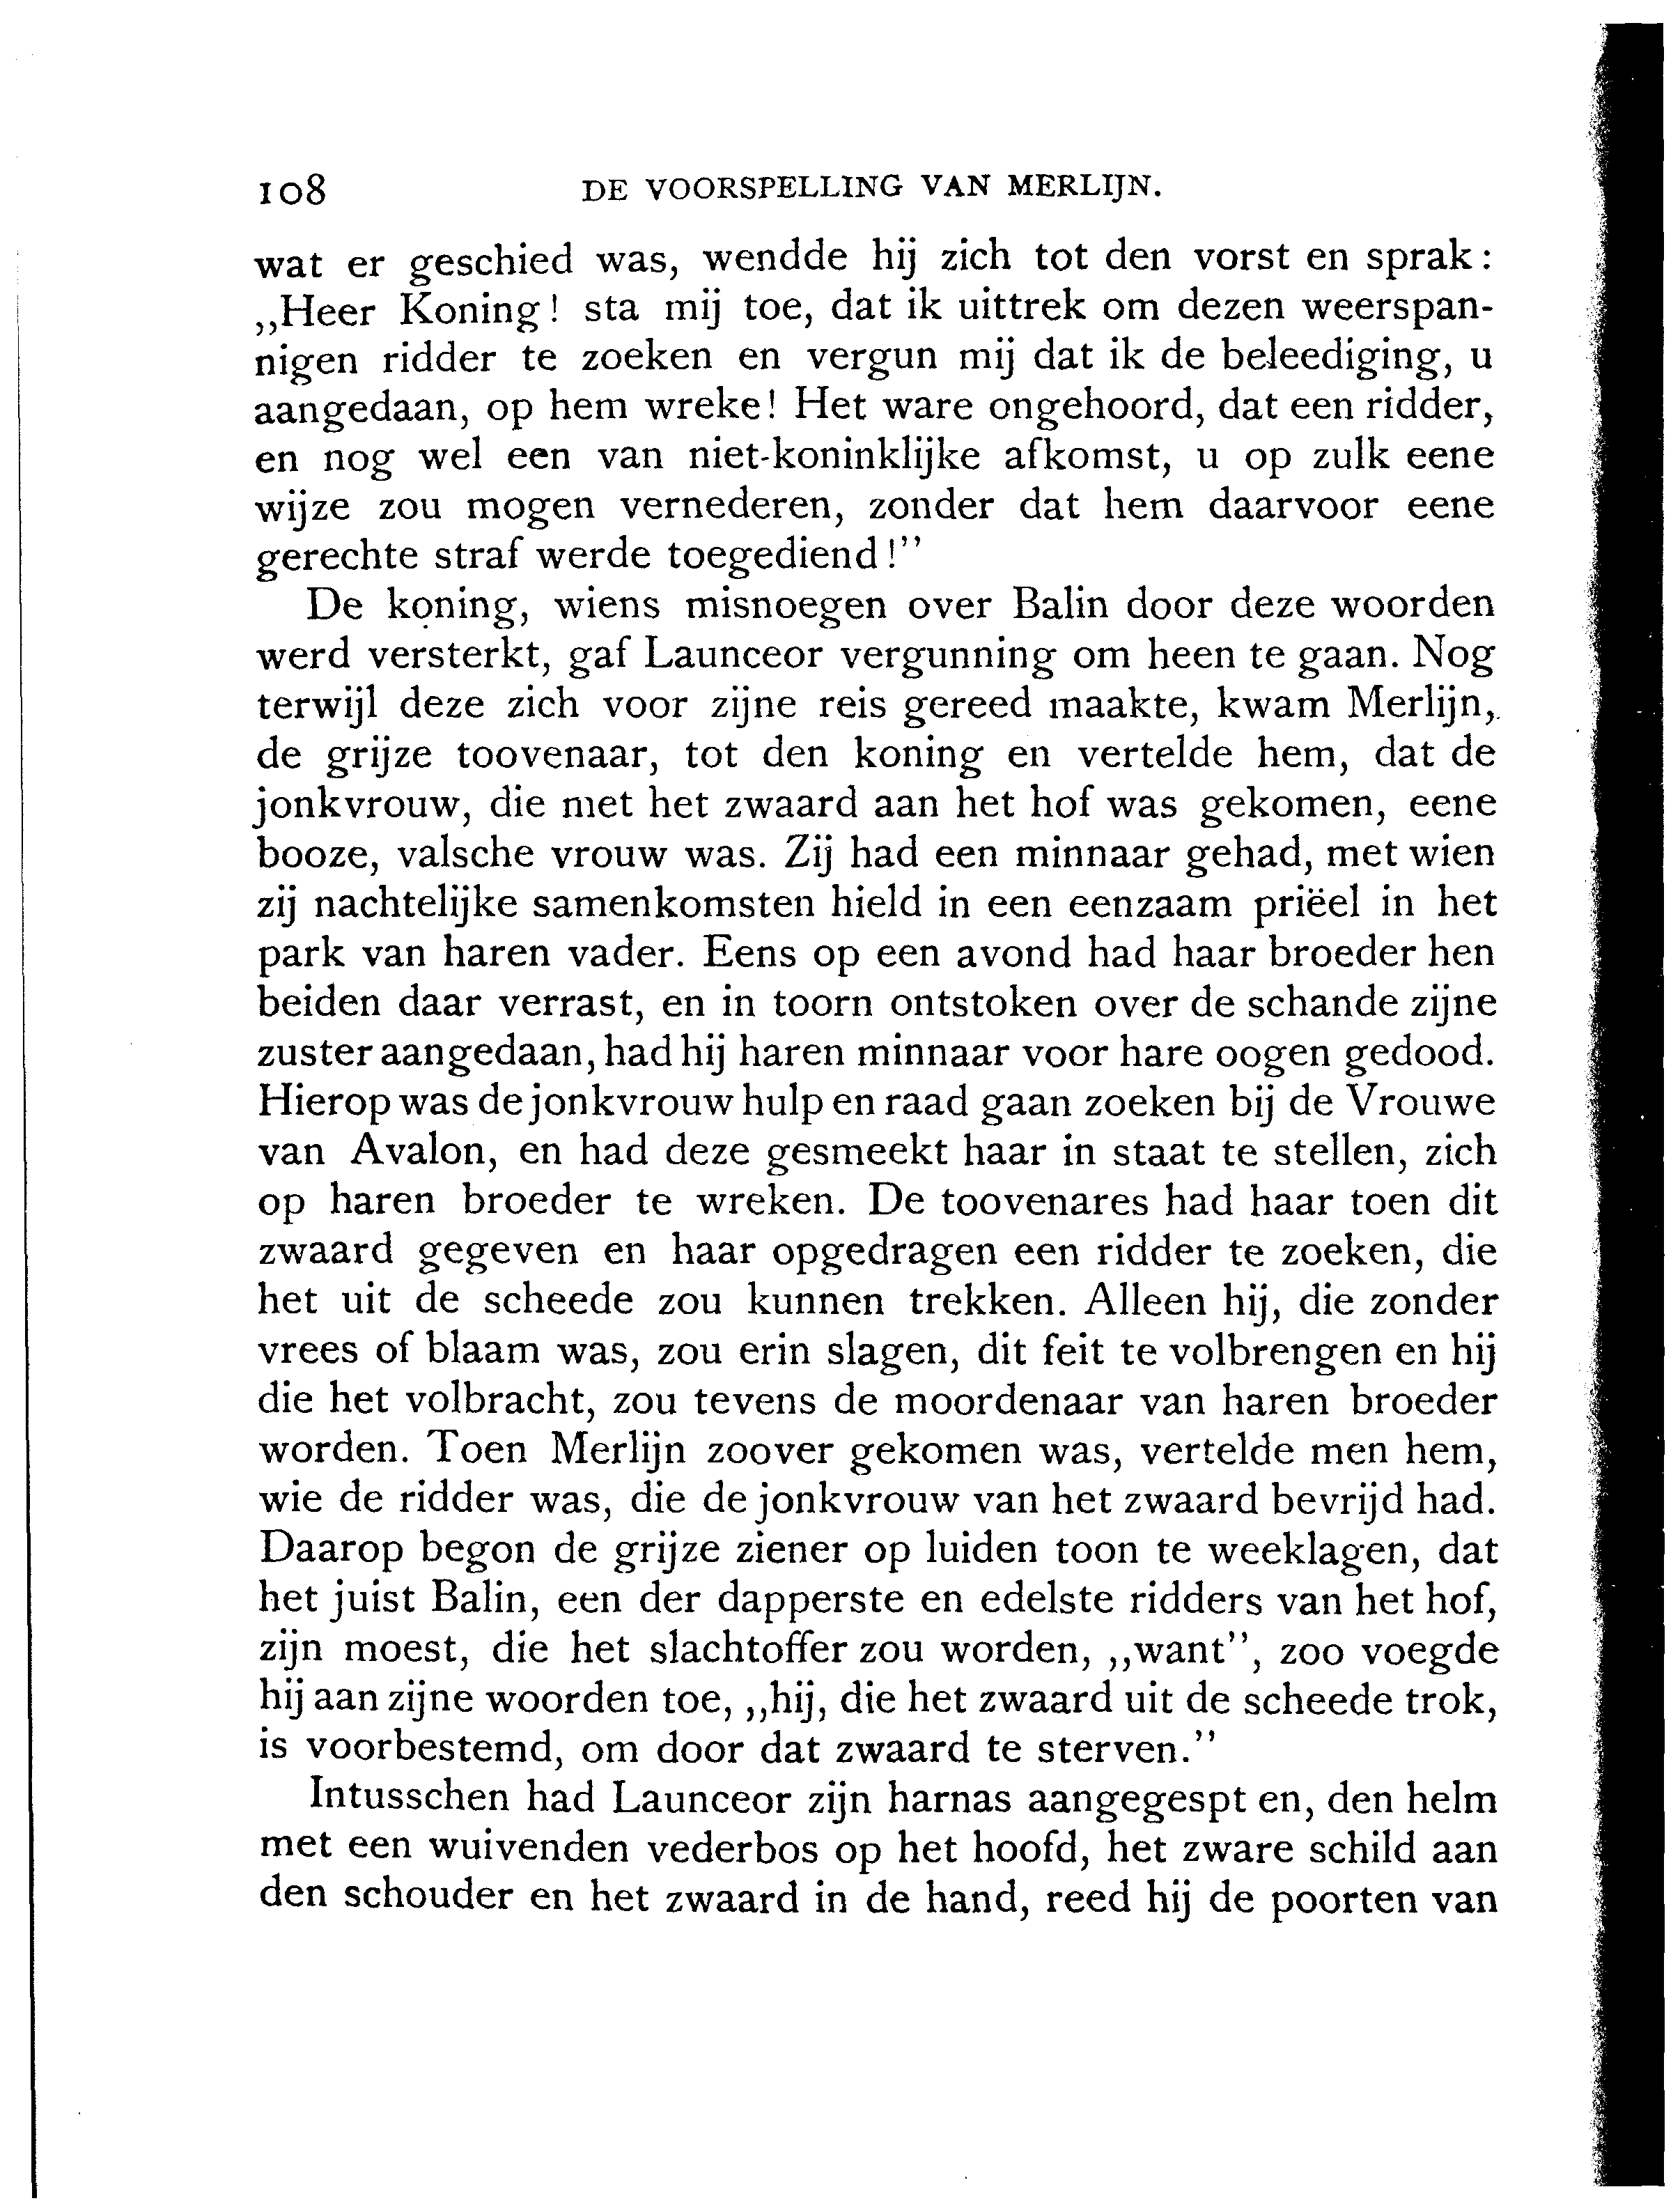 108 DE VOORSPELLING VAN MERLIJN.
wat er geschied was, wendde hij zich tot den vorst en sprak:
,,Heer Koning! sta mij toe, dat ik uittrek om dezen weerspan-
nigen ridder te zoeken en vergun mij dat ik de beleediging, u
aangedaan, op hem wreke! Het ware ongehoord, dat een ridder,
en nog wel een van niet-koninklijke afkomst, u op zulk eene
wijze zou mogen vernederen, zonder dat hem daarvoor eene
gerechte straf werde toegediend!''
De koning, wiens misnoegen over Balin door deze woorden
werd versterkt, gaf Launceor vergunning om heen te gaan. Nog
terwijl deze zich voor zijne reis gereed maakte, kwam Merlijn,
de grijze toovenaar, tot den koning en vertelde hem, dat de
jonkvrouw, die met het zwaard aan het hof was gekomen, eene
booze, valsche vrouw was. Zij had een minnaar gehad, met wien
zij nachtelijke samenkomsten hield in een eenzaam priëel in het
park van haren vader. Eens op een avond had haar broeder hen
beiden daar verrast, en in toorn ontstoken over de schande zijne
zuster aangedaan, had hij haren minnaar voor hare oogen gedood.
Hierop was de jonkvrouw hulp en raad gaan zoeken bij de Vrouwe
van Avalon, en had deze gesmeekt haar in staat te stellen, zich
op haren broeder te wreken. De toovenares had haar toen dit
zwaard gegeven en haar opgedragen een ridder te zoeken, die
het uit de scheede zou kunnen trekken. Alleen hij, die zonder
vrees of blaam was, zou erin slagen, dit feit te volbrengen en hij
die het volbracht, zou tevens de moordenaar van haren broeder
worden. Toen Merlijn zoover gekomen was, vertelde men hem,
wie de ridder was, die de jonkvrouw van het zwaard bevrijd had.
Daarop begon de grijze ziener op luiden toon te weeklagen, dat
het juist Balin, een der dapperste en edelste ridders van het hof,
zijn moest, die het slachtoffer zou worden, ,,want'', zoo voegde
hij aan zijne woorden toe, ,,hij, die het zwaard uit de scheede trok,
is voorbestemd, om door dat zwaard te sterven.''
Intusschen had Launceor zijn harnas aangegespt en, den helm
met een wuivenden vederbos op het hoofd, het zware schild aan
den schouder en het zwaard in de hand, reed hij de poorten van